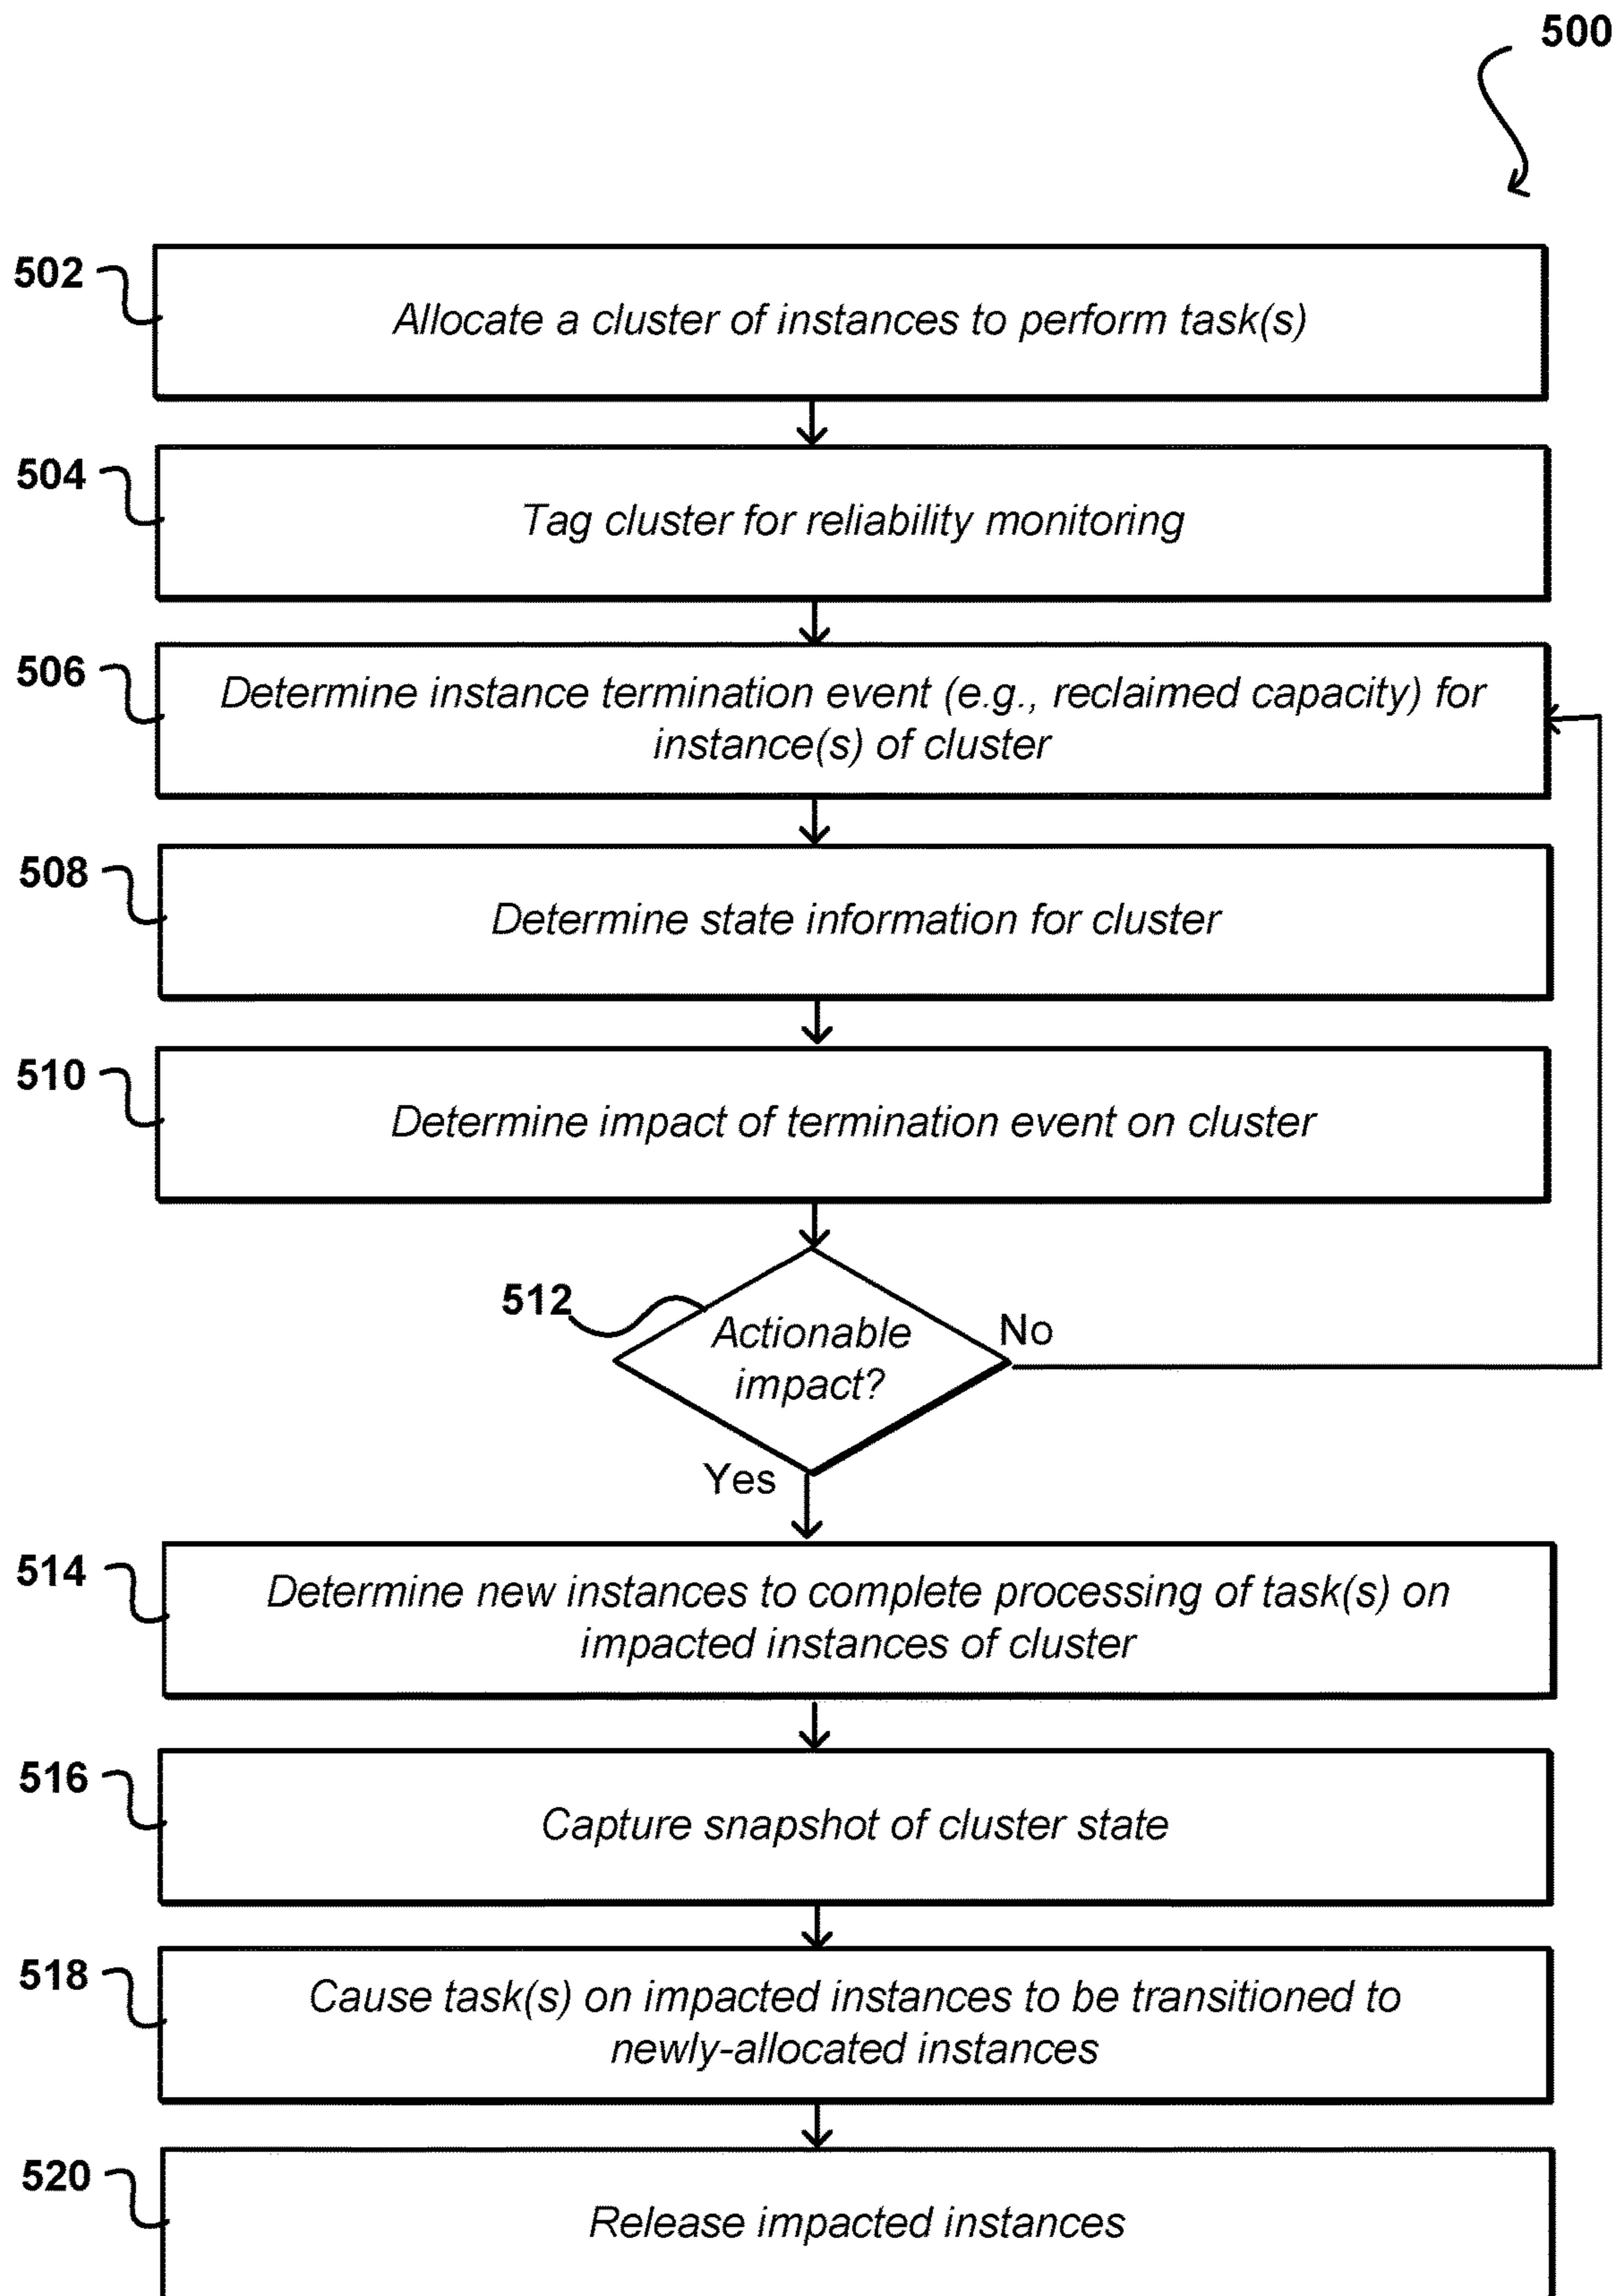 500
502
Allocate a cluster of instances to perform task(s)
504
Tag cluster for reliability monitoring
506
Determine instance termination event (e.g., reclaimed capacity) for
instance(s) of cluster
508
Determine state information for cluster
510
Determine impact of termination event on cluster
512
Actionable
impact?
No
Yes
514
Determine new instances to complete processing of task(s) on
impacted instances of cluster
516
Capture snapshot of cluster state
518
Cause task(s) on impacted instances to be transitioned to
newly-allocated instances
520
Release impacted instances